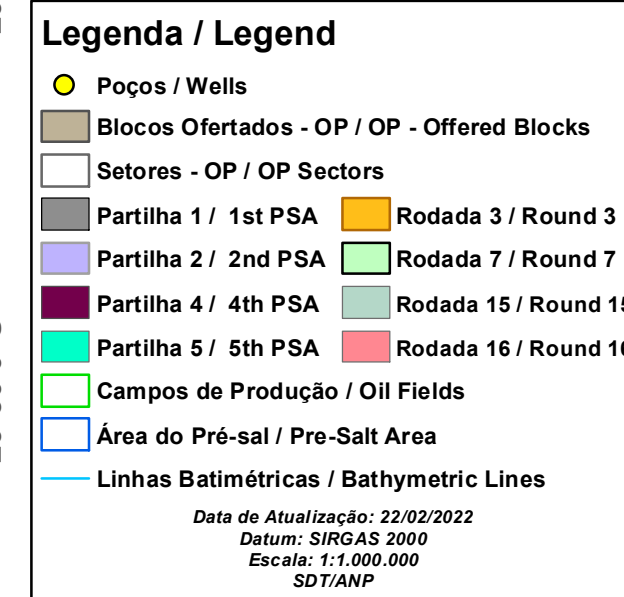 Legenda / Legend
Poços / Wells
Blocos Ofertados - OP / OP - Offered Blocks
Setores - OP / OP Sectors
Partilha 1 / 1st PSA Rodada 3 / Round 3
Partilha 2 / 2nd PSA Rodada 7 / Round 7
Partilha 4 / 4th PSA Rodada 15 / Round 15
Partilha 5 / 5th PSA Rodada 16 / Round 16
Campos de Produção / Oil Fields
Área do Pré-sal / Pre-Salt Area
Linhas Batimétricas / Bathymetric Lines
Data de Atualização: 22/02/2022
Datum: SIRGAS 2000
Escala: 1:1.000.000
SDT/ANP